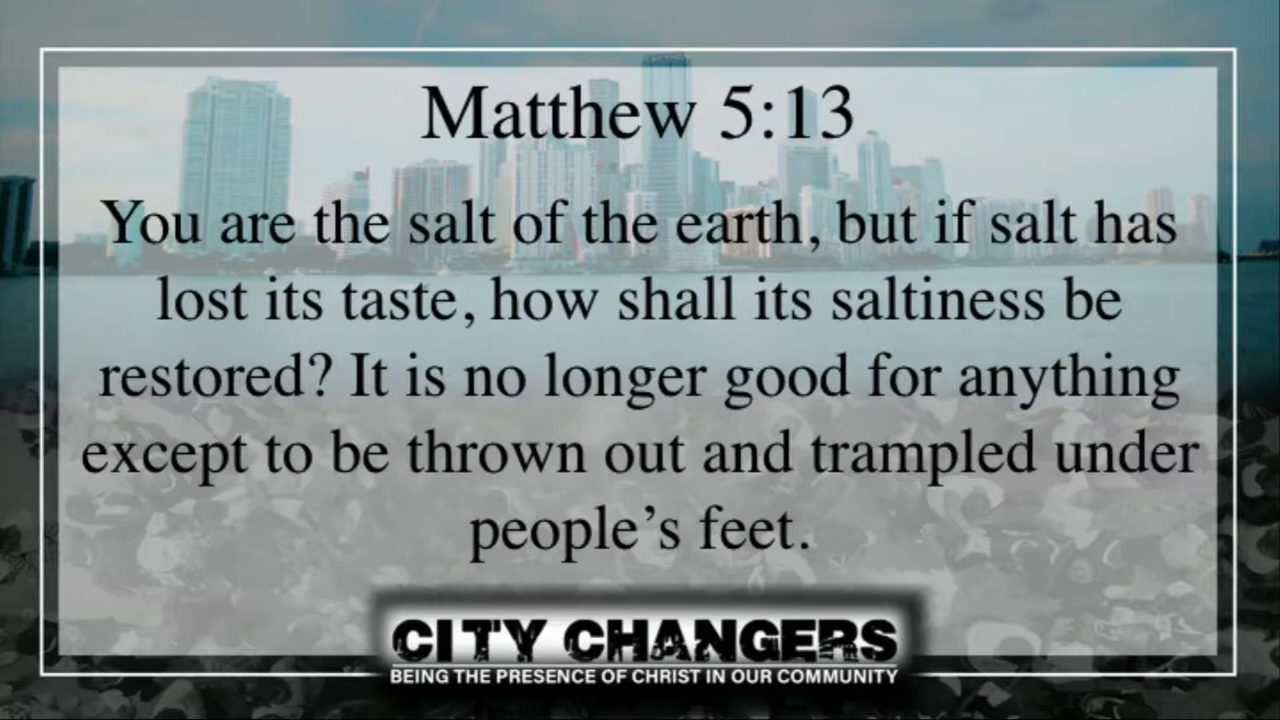 Matthew 5:13
You are the salt of the earth, but if salt has
lost its taste, how shall its saltiness be
restored? It is no longer good for anything
except to be thrown out and trampled under
people’s feet.
CITY CHANGERS
BEING THE PRESENCE OF CHRIST IN OUR COMMUNITY